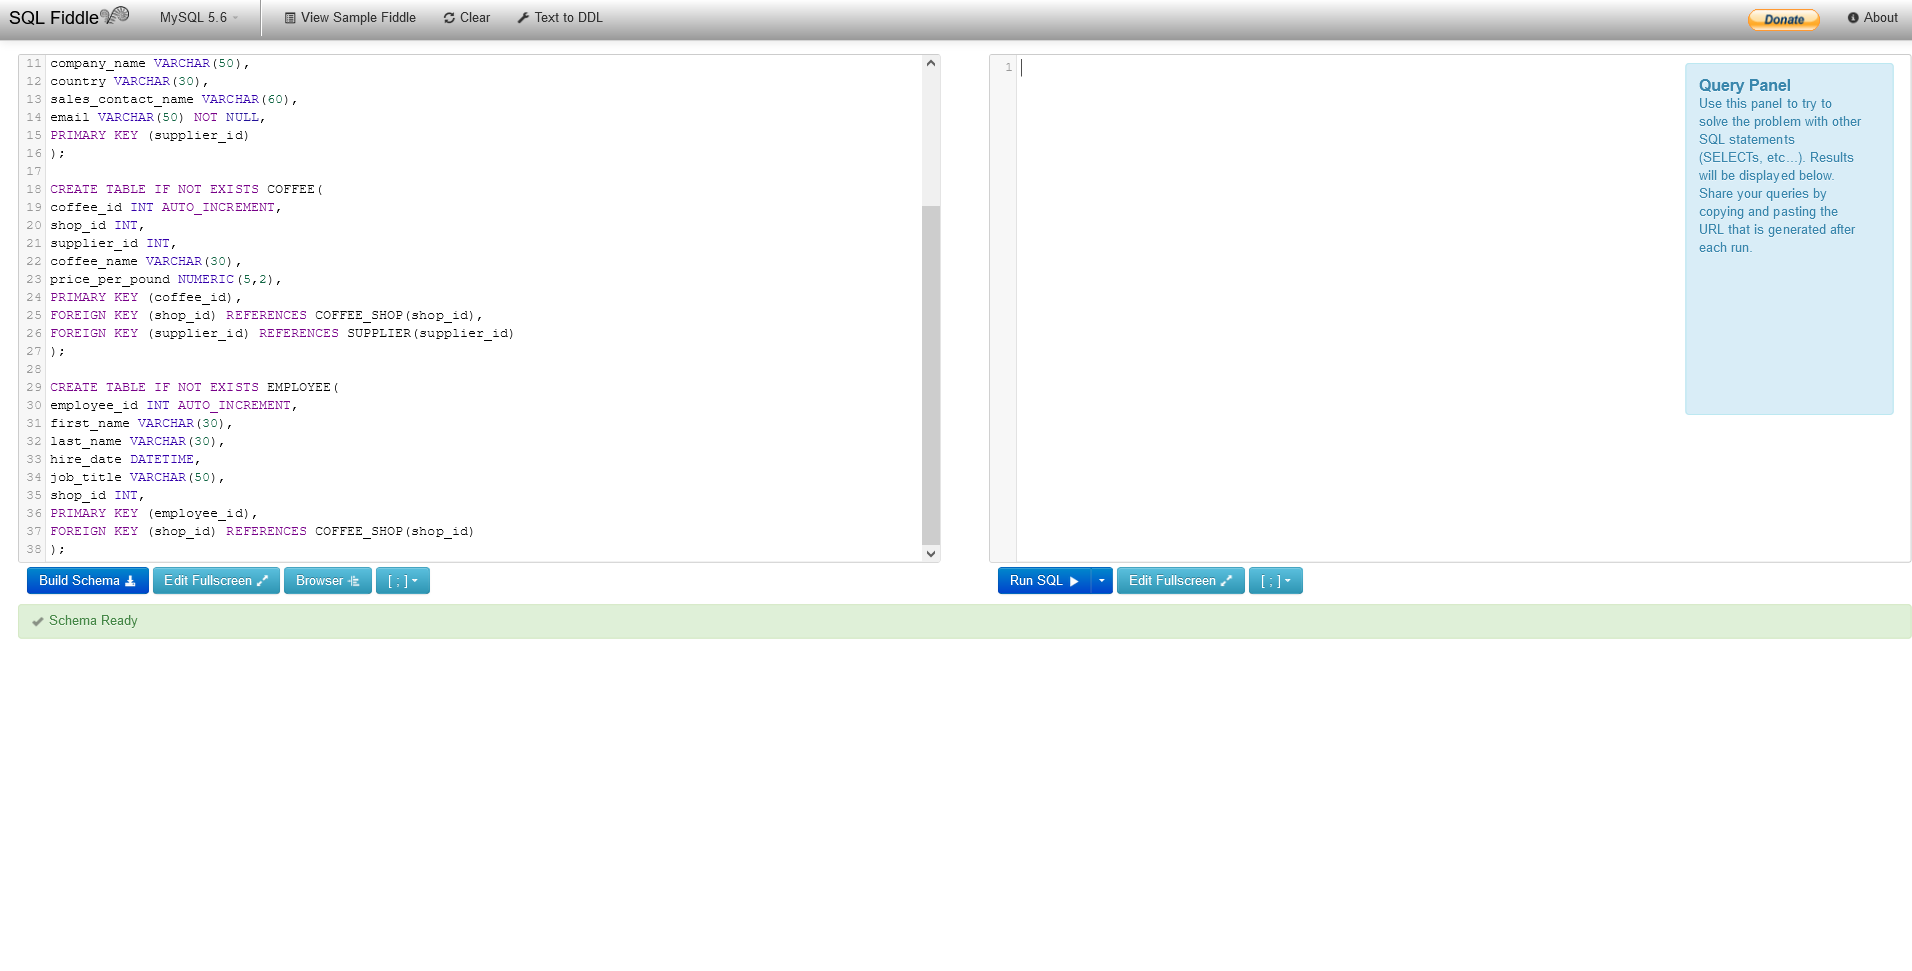 SQL Fiddle
MySQL 5.6
View Sample Fiddle
Clear
Text to DDL
Donate
About
11 company_name VARCHAR(50),
12 country VARCHAR(30),
13 sales_contact_name VARCHAR(60),
14 email VARCHAR(50) NOT NULL,
15 PRIMARY KEY (supplier_id)
16 );
17
18 CREATE TABLE IF NOT EXISTS COFFEE(
19 coffee_id INT AUTO_INCREMENT,
20 shop_id INT,
21 supplier_id INT,
22 coffee_name VARCHAR(30),
23 price_per_pound NUMERIC(5,2),
24 PRIMARY KEY (coffee_id),
25 FOREIGN KEY (shop_id) REFERENCES COFFEE_SHOP(shop_id),
26 FOREIGN KEY (supplier_id) REFERENCES SUPPLIER(supplier_id)
27 );
28
29 CREATE TABLE IF NOT EXISTS EMPLOYEE(
30 employee_id INT AUTO_INCREMENT,
31 first_name VARCHAR(30),
32 last_name VARCHAR(30),
33 hire_date DATETIME,
34 job_title VARCHAR(50),
35 shop_id INT,
36 PRIMARY KEY (employee_id),
37 FOREIGN KEY (shop_id) REFERENCES COFFEE_SHOP(shop_id)
38 );
1
Query Panel
Use this panel to try to
solve the problem with other
SQL statements
(SELECTs, etc...). Results
will be displayed below.
Share your queries by
copying and pasting the
URL that is generated after
each run.
Build Schema
Edit Fullscreen
Browser
[ ; ]
Run SQL
Edit Fullscreen
[ ; ]
Schema Ready